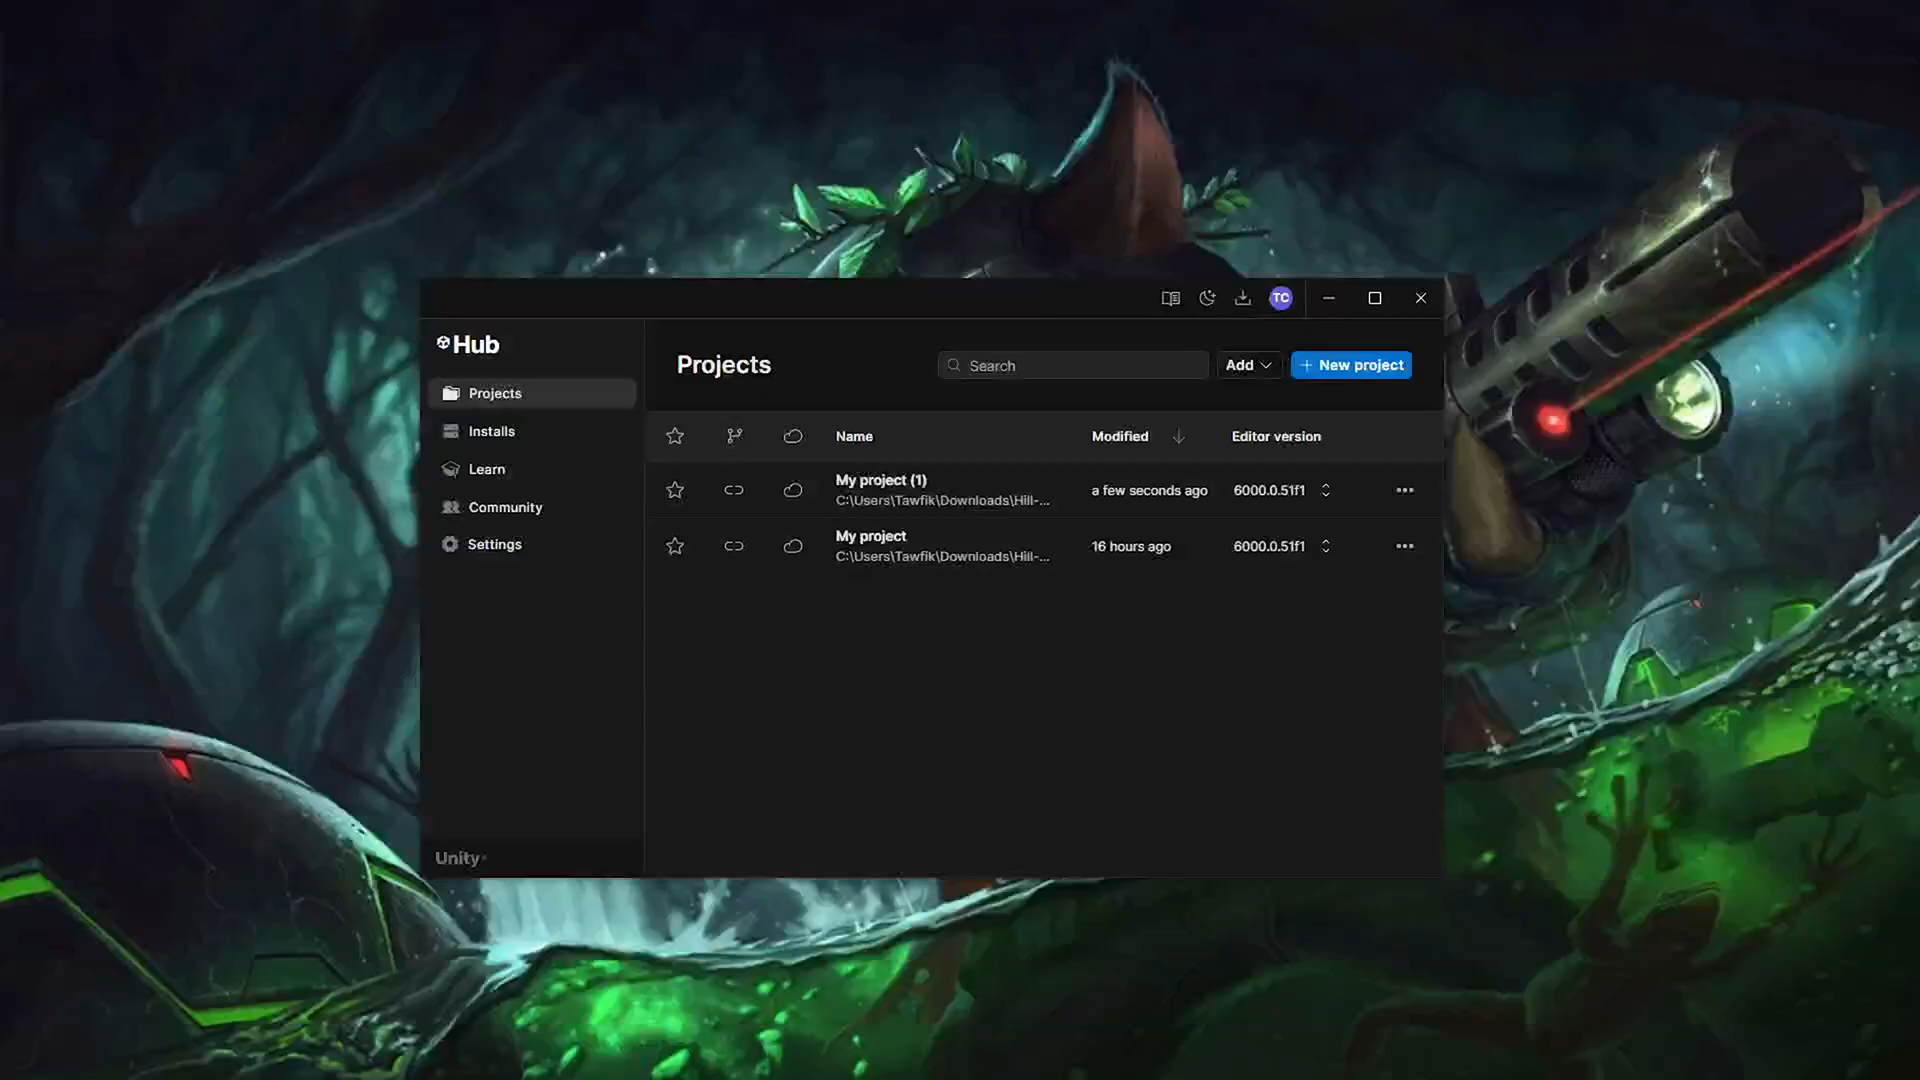 TC
Hub
Projects
Installs
Learn
Community
Settings
Unity
Projects
Search
Add
+ New project
Name
Modified
Editor version
My project (1)
C:\Users\Tawfik\Downloads\Hill-...
a few seconds ago
6000.0.51f1
My project
C:\Users\Tawfik\Downloads\Hill-...
16 hours ago
6000.0.51f1